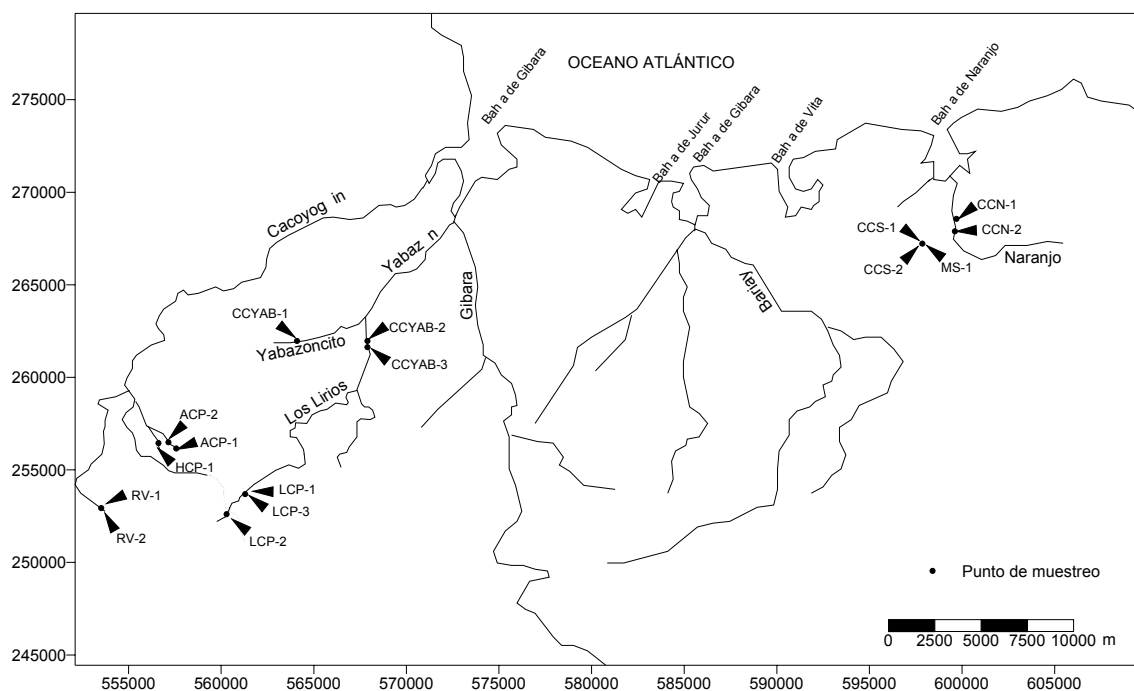 OCEANO ATLÁNTICO
Bah a de Gibara
Bah a de Jurur
Bah a de Gibara
Bah a de Vita
Bah a de Naranjo
275000
270000
265000
260000
255000
250000
245000
Cacoyog in
Yabaz n
Gibara
Bariay
Naranjo
CCN-1
CCN-2
CCS-1
CCS-2
MS-1
CCYAB-1
CCYAB-2
CCYAB-3
Yabazoncito
Los Lirios
ACP-2
ACP-1
HCP-1
RV-1
RV-2
LCP-1
LCP-3
LCP-2
Punto de muestreo
0 2500 5000 7500 10000 m
555000 560000 565000 570000 575000 580000 585000 590000 595000 600000 605000